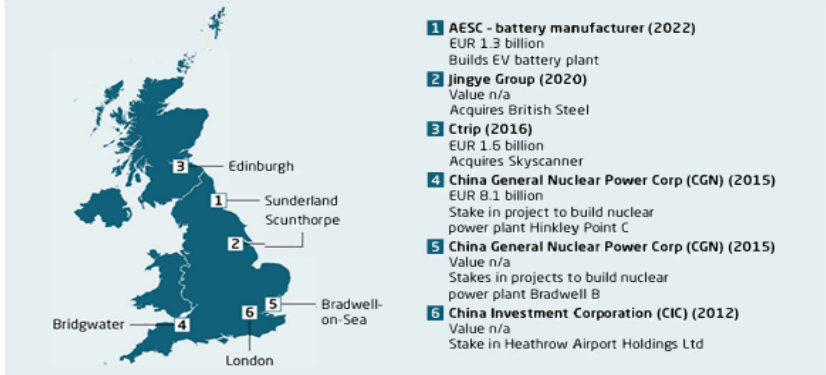 1 AESC - battery manufacturer (2022)
EUR 1.3 billion
Builds EV battery plant
2 Jingye Group (2020)
Value n/a
Acquires British Steel
3 Ctrip (2016)
EUR 1.6 billion
Acquires Skyscanner
4 China General Nuclear Power Corp (CGN) (2015)
EUR 8.1 billion
Stake in project to build nuclear
power plant Hinkley Point C
5 China General Nuclear Power Corp (CGN) (2015)
Value n/a
Stakes in projects to build nuclear
power plant Bradwell B
6 China Investment Corporation (CIC) (2012)
Value n/a
Stake in Heathrow Airport Holdings Ltd
3 Edinburgh
1 Sunderland
Scunthorpe
2
5 Bradwell-
on-Sea
6
Bridgwater 4
London